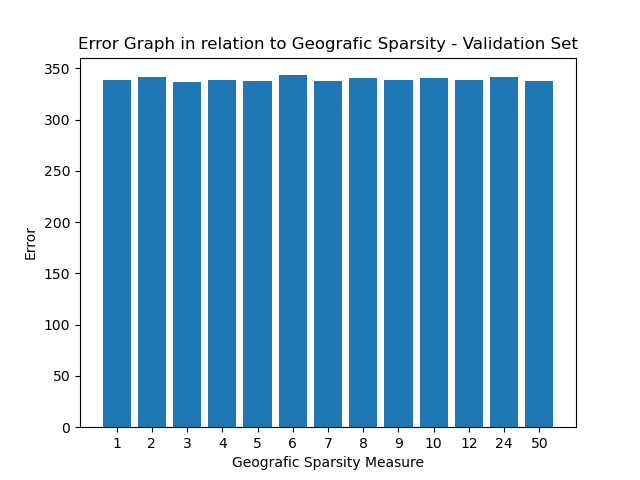 Error Graph in relation to Geografic Sparsity - Validation Set
350
300
250
200
150
100
50
0
Error
1 2 3 4 5 6 7 8 9 10 12 24 50
Geografic Sparsity Measure